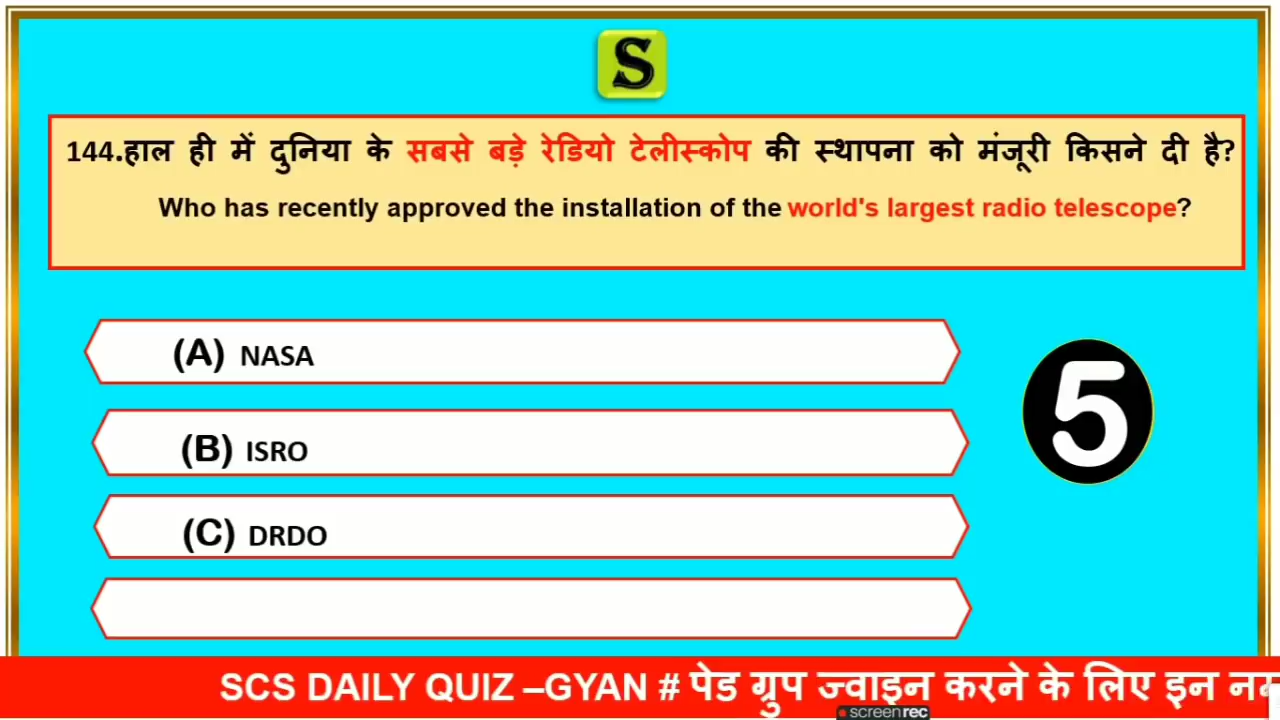 S
144.हाल ही में दुनिया के सबसे बड़े रेडियो टेलीस्कोप की स्थापना को मंजूरी किसने दी है?
Who has recently approved the installation of the world's largest radio telescope?
(A) NASA
5
(B) ISRO
(C) DRDO
SCS DAILY QUIZ –GYAN # पेड ग्रुप ज्वाइन करने के लिए इन
screenrec